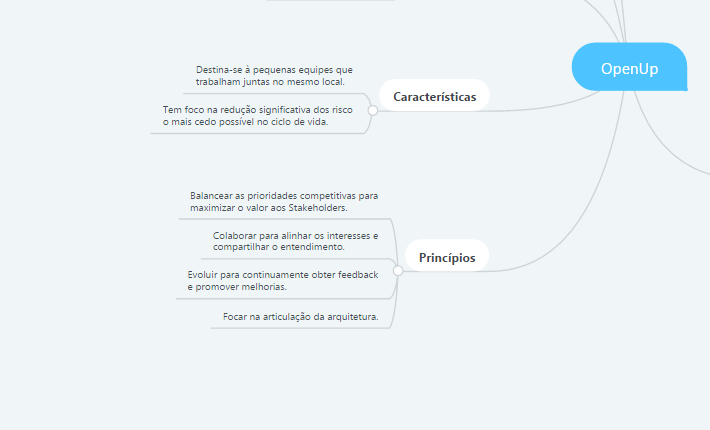 OpenUp
Características
Destina-se à pequenas equipes que
trabalham juntas no mesmo local.
Tem foco na redução significativa dos risco
o mais cedo possível no ciclo de vida.
Princípios
Balancear as prioridades competitivas para
maximizar o valor aos Stakeholders.
Colaborar para alinhar os interesses e
compartilhar o entendimento.
Evoluir para continuamente obter feedback
e promover melhorias.
Focar na articulação da arquitetura.